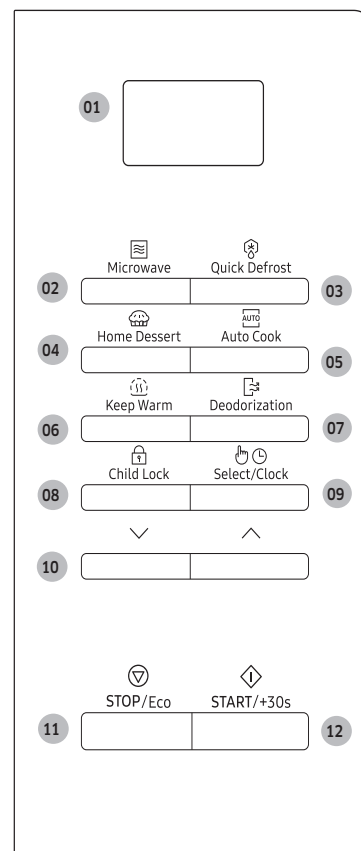 01
Microwave Quick Defrost
02 03
AUTO
Home Dessert Auto Cook
04 05
Keep Warm Deodorization
06 07
Child Lock Select/Clock
08 09
10
STOP/Eco START/+30s
11 12